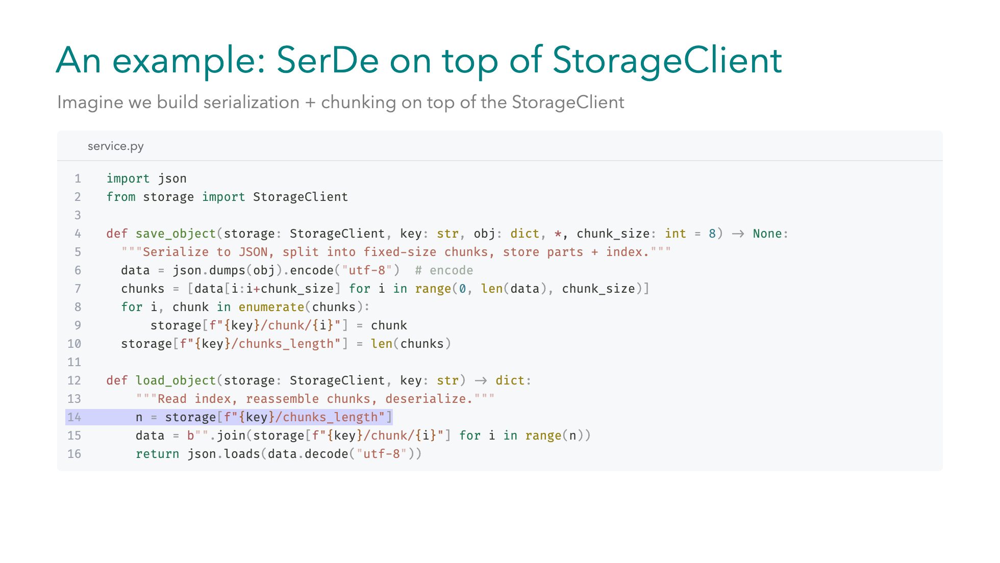 An example: SerDe on top of StorageClient
Imagine we build serialization + chunking on top of the StorageClient
service.py
1 import json
2 from storage import StorageClient
3
4 def save_object(storage: StorageClient, key: str, obj: dict, *, chunk_size: int = 8) -> None:
5   """Serialize to JSON, split into fixed-size chunks, store parts + index."""
6   data = json.dumps(obj).encode("utf-8")  # encode
7   chunks = [data[i:i+chunk_size] for i in range(0, len(data), chunk_size)]
8   for i, chunk in enumerate(chunks):
9       storage[f"{key}/chunk/{i}"] = chunk
10   storage[f"{key}/chunks_length"] = len(chunks)
11
12 def load_object(storage: StorageClient, key: str) -> dict:
13     """Read index, reassemble chunks, deserialize."""
14     n = storage[f"{key}/chunks_length"]
15     data = b"".join(storage[f"{key}/chunk/{i}"] for i in range(n))
16     return json.loads(data.decode("utf-8"))